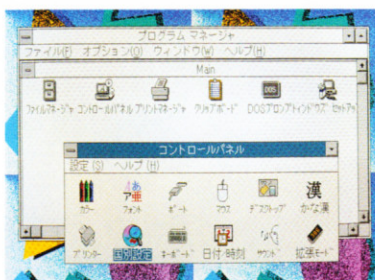 プログラム マネージャ
ファイル(F) オプション(O) ウィンドウ(W) ヘルプ(H)
Main
ファイルマネージャ コントロールパネル プリントマネージャ クリップボード DOSプロンプト ウィンドウズ セットアップ
コントロールパネル
設定(S) ヘルプ(H)
カラー フォント ポート マウス デスクトップ かな漢
プリンター 国別設定 キーボード 日付/時刻 サウンド 拡張モード